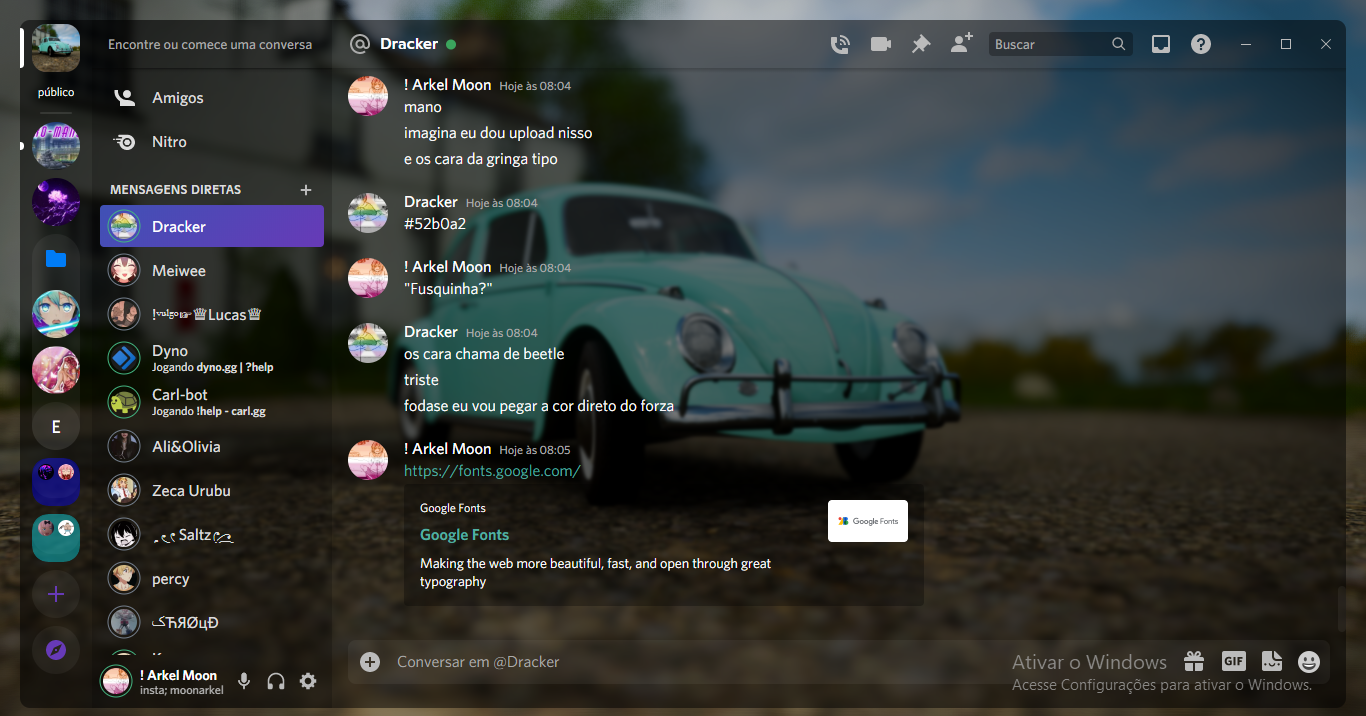 Encontre ou comece uma conversa
Dracker
Buscar
público
Amigos
Nitro
MENSAGENS DIRETAS
Dracker
Meiwee
Lucas
Dyno
Jogando dyno.gg | ?help
Carl-bot
Jogando !help - carl.gg
E
Ali&Olivia
Zeca Urubu
Saltz
percy
! Arkel Moon
insta; moonarkel
! Arkel Moon Hoje às 08:04
mano
imagina eu dou upload nisso
e os cara da gringa tipo
Dracker Hoje às 08:04
#52b0a2
! Arkel Moon Hoje às 08:04
"Fusquinha?"
Dracker Hoje às 08:04
os cara chama de beetle
triste
fodase eu vou pegar a cor direto do forza
! Arkel Moon Hoje às 08:05
https://fonts.google.com/
Google Fonts
Google Fonts
Google Fonts
Making the web more beautiful, fast, and open through great
typography
Conversar em @Dracker
GIF
Ativar o Windows
Acesse Configurações para ativar o Windows.